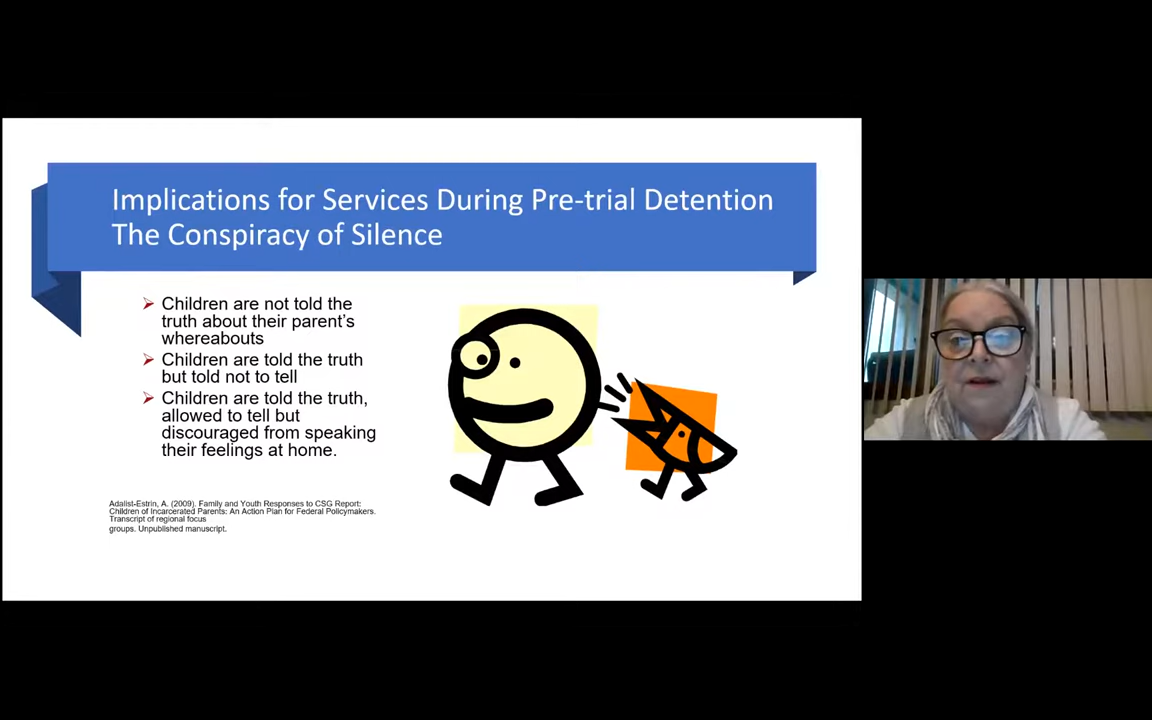 Implications for Services During Pre-trial Detention
The Conspiracy of Silence
Children are not told the
truth about their parent's
whereabouts
Children are told the truth
but told not to tell
Children are told the truth,
allowed to tell but
discouraged from speaking
their feelings at home.
Adalist-Estrin, A. (2009). Family and Youth Responses to CSG Report:
Children of Incarcerated Parents: An Action Plan for Federal Policymakers.
Transcript of regional focus
groups. Unpublished manuscript.